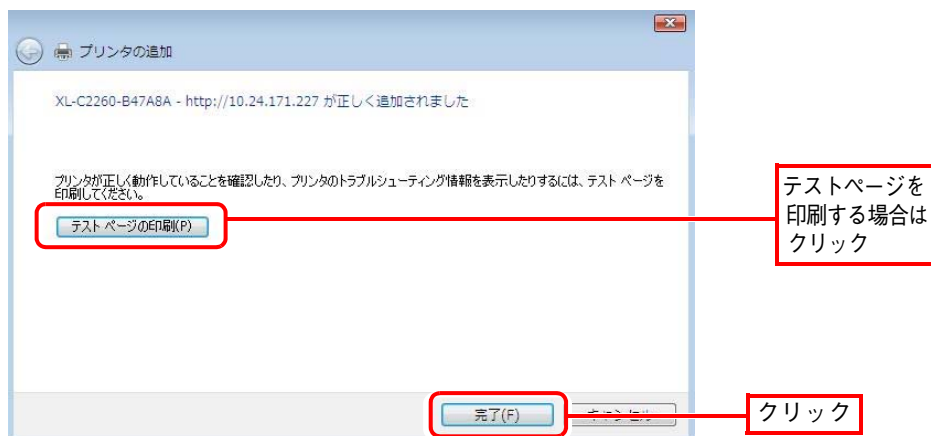 プリンタの追加
XL-C2260-B47A8A - http://10.24.171.227 が正しく追加されました
プリンタが正しく動作していることを確認したり、プリンタのトラブルシューティング情報を表示したりするには、テスト ページを
印刷してください。
テスト ページの印刷(P)
テストページを
印刷する場合は
クリック
完了(F)
キャンセル
クリック